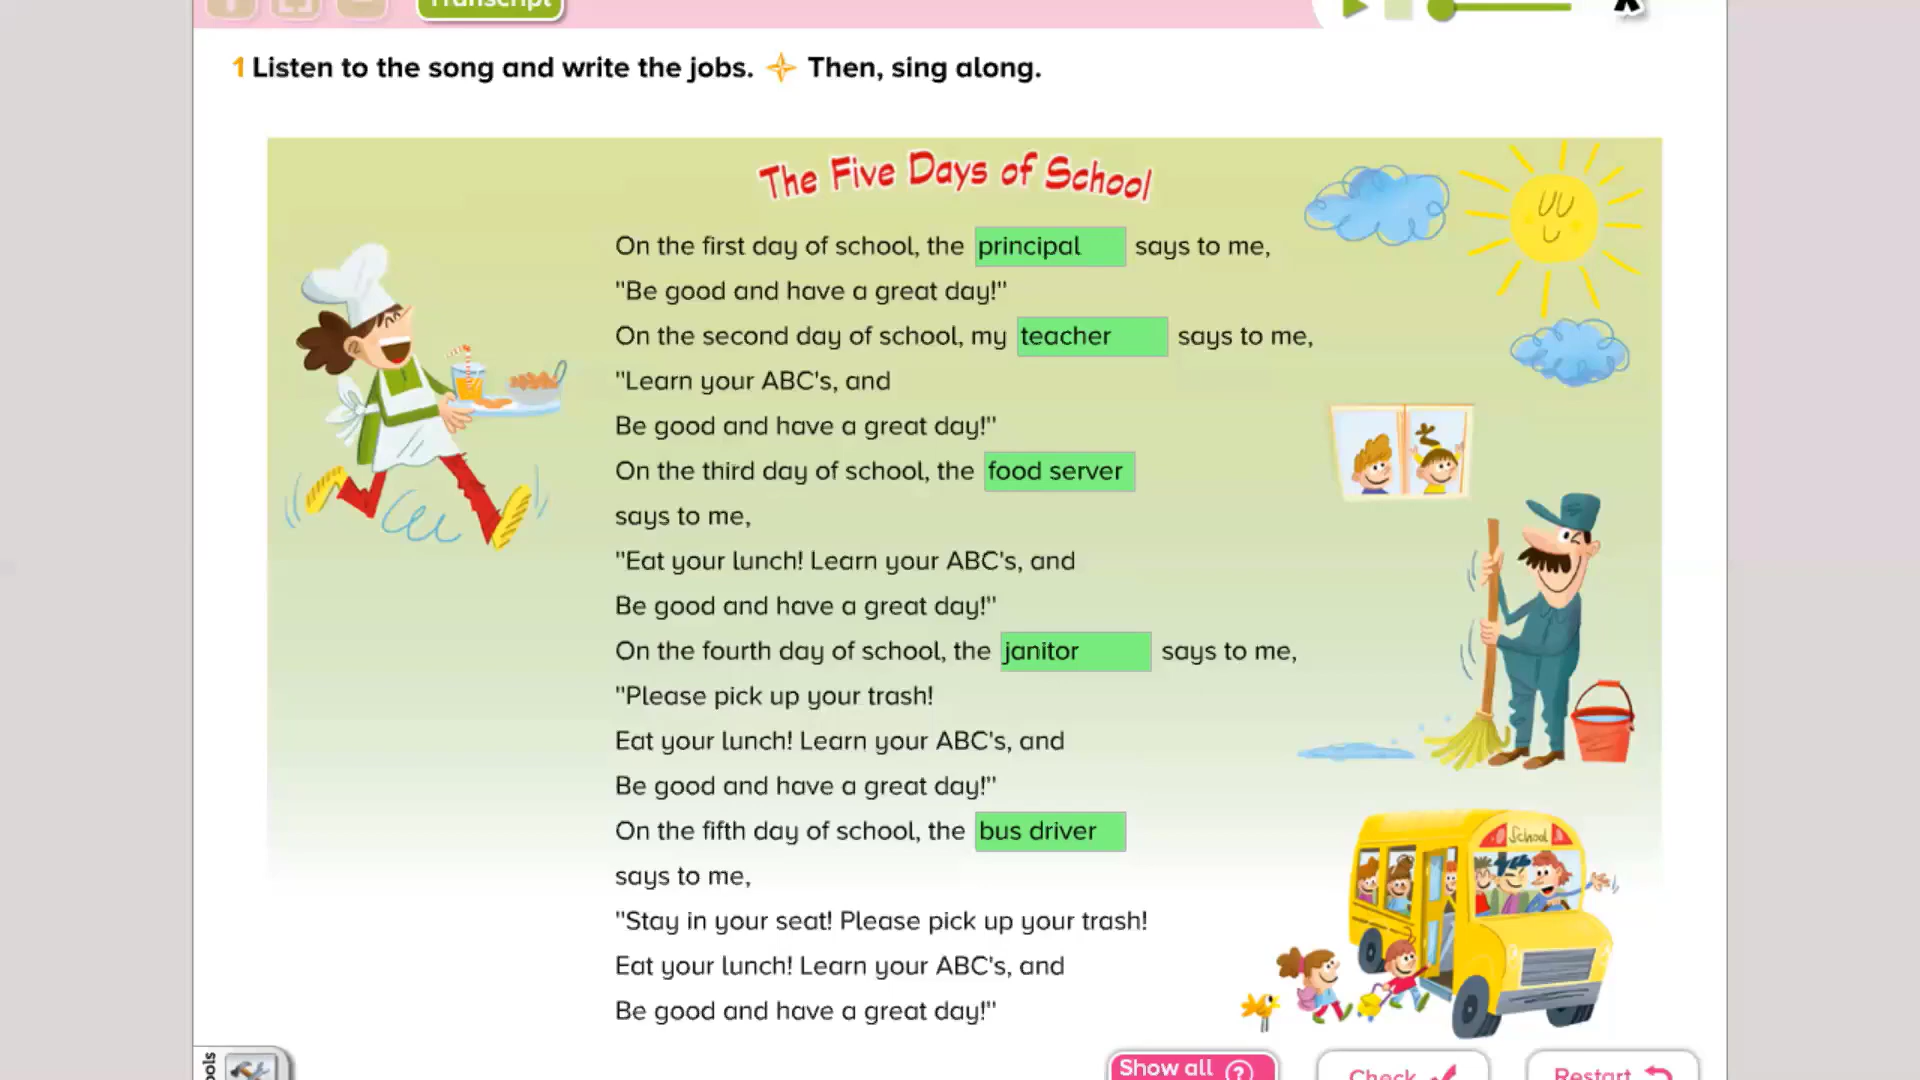 Transcript
1 Listen to the song and write the jobs. Then, sing along.
The Five Days of School
On the first day of school, the principal says to me,
"Be good and have a great day!"
On the second day of school, my teacher says to me,
"Learn your ABC's, and
Be good and have a great day!"
On the third day of school, the food server
says to me,
"Eat your lunch! Learn your ABC's, and
Be good and have a great day!"
On the fourth day of school, the janitor says to me,
"Please pick up your trash!
Eat your lunch! Learn your ABC's, and
Be good and have a great day!"
On the fifth day of school, the bus driver
says to me,
"Stay in your seat! Please pick up your trash!
Eat your lunch! Learn your ABC's, and
Be good and have a great day!"
School
Show all ?
Check
Restart